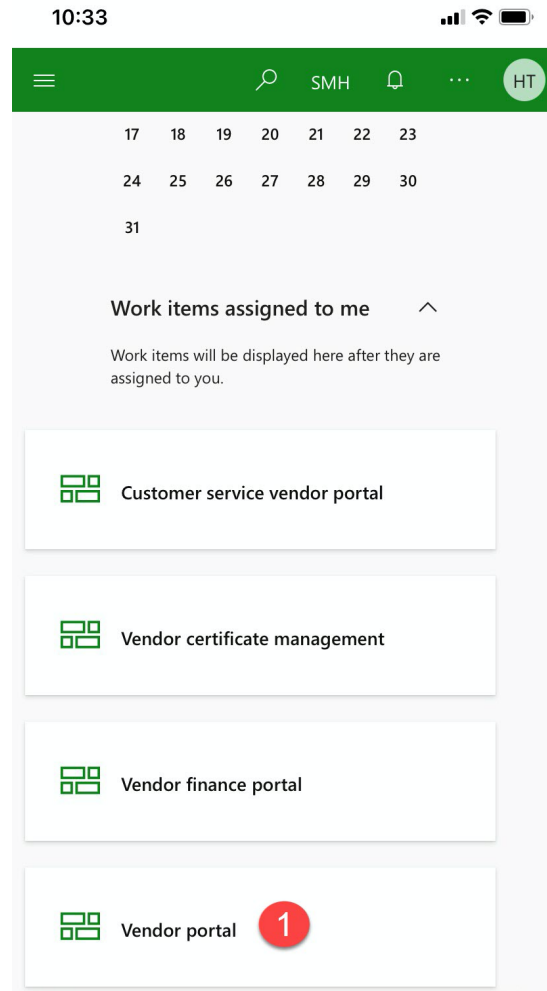 10:33
SMH HT
17 18 19 20 21 22 23
24 25 26 27 28 29 30
31
Work items assigned to me
Work items will be displayed here after they are
assigned to you.
Customer service vendor portal
Vendor certificate management
Vendor finance portal
Vendor portal 1